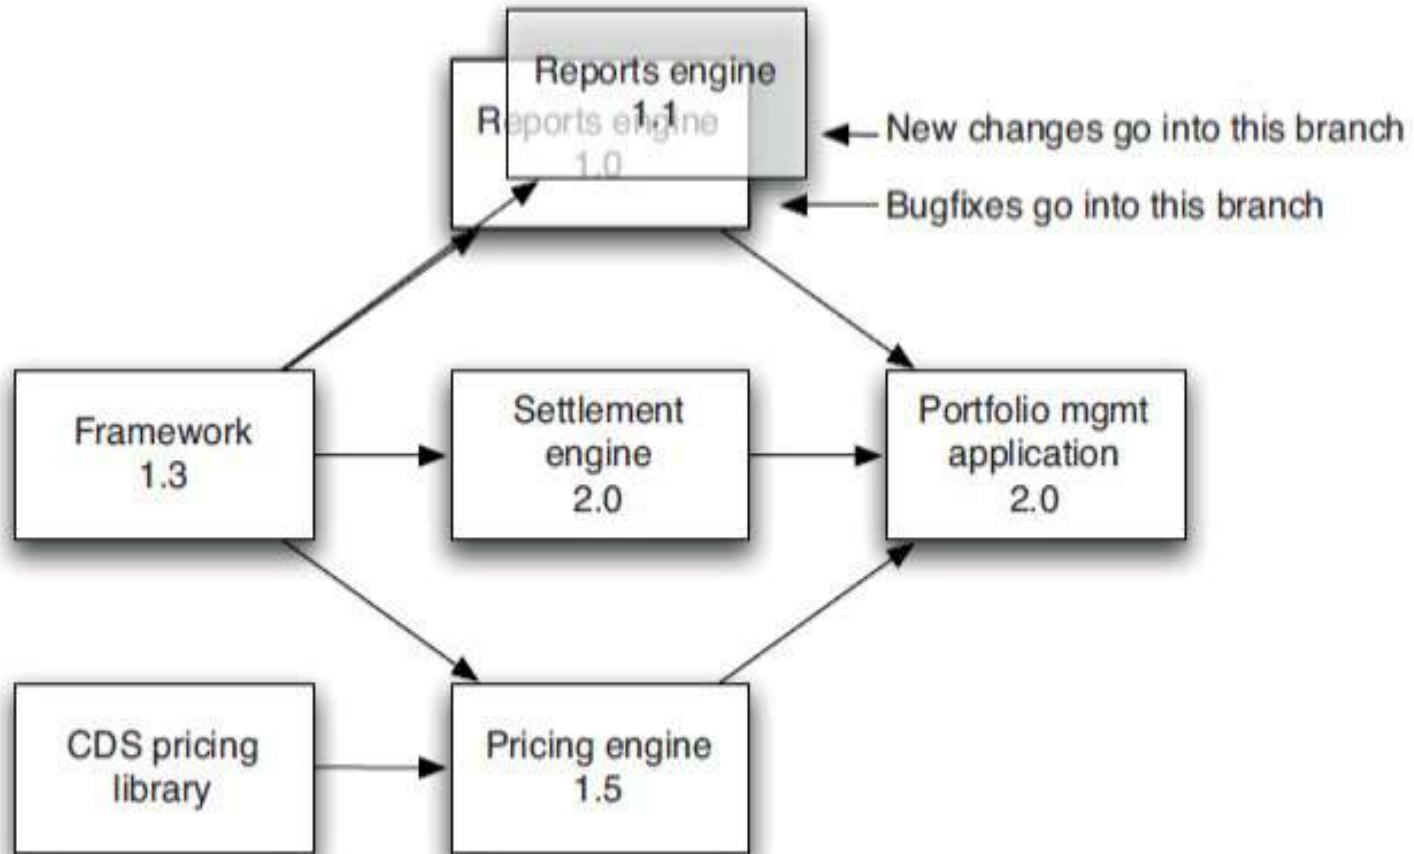 Reports engine
1.1
Reports engine
1.0
New changes go into this branch
Bugfixes go into this branch
Framework
1.3
Settlement
engine
2.0
Portfolio mgmt
application
2.0
CDS pricing
library
Pricing engine
1.5